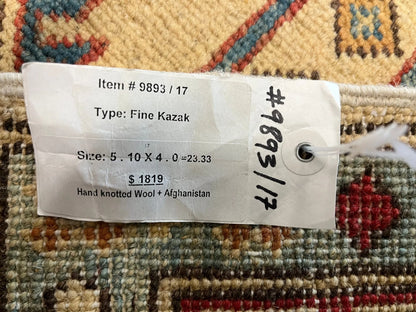 Item # 9893 / 17
Type: Fine Kazak
Size: 5 . 10 X 4 . 0 =23.33
$ 1819
Hand knotted Wool + Afghanistan
#9893/17